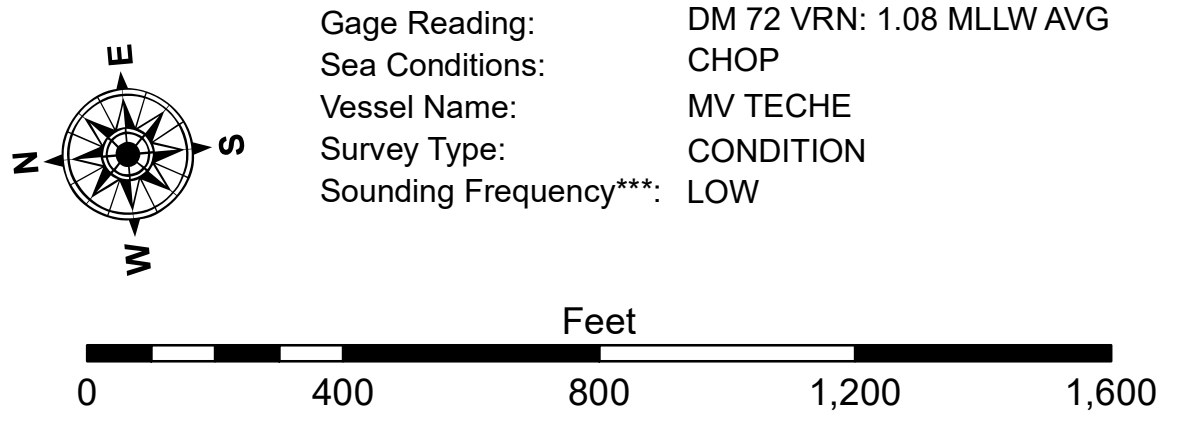 E
N
S
W
Gage Reading: DM 72 VRN: 1.08 MLLW AVG
Sea Conditions: CHOP
Vessel Name: MV TECHE
Survey Type: CONDITION
Sounding Frequency***: LOW
Feet
0 400 800 1,200 1,600